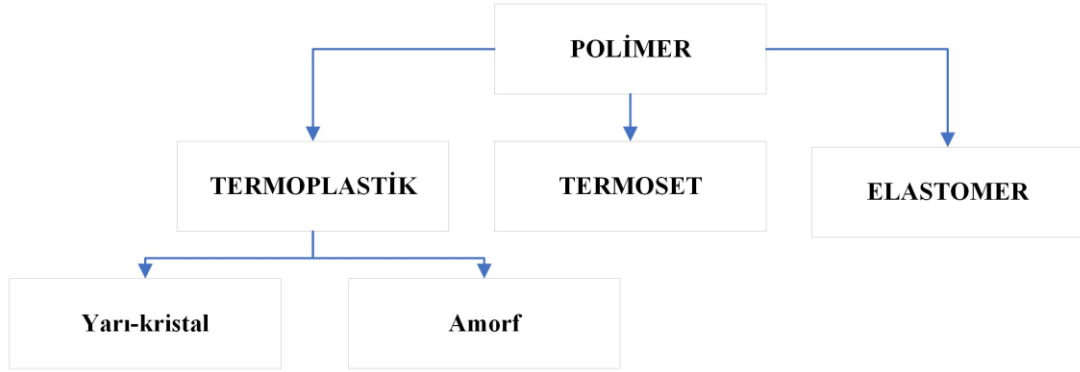 POLİMER
TERMOPLASTİK
TERMOSET
ELASTOMER
Yarı-kristal
Amorf